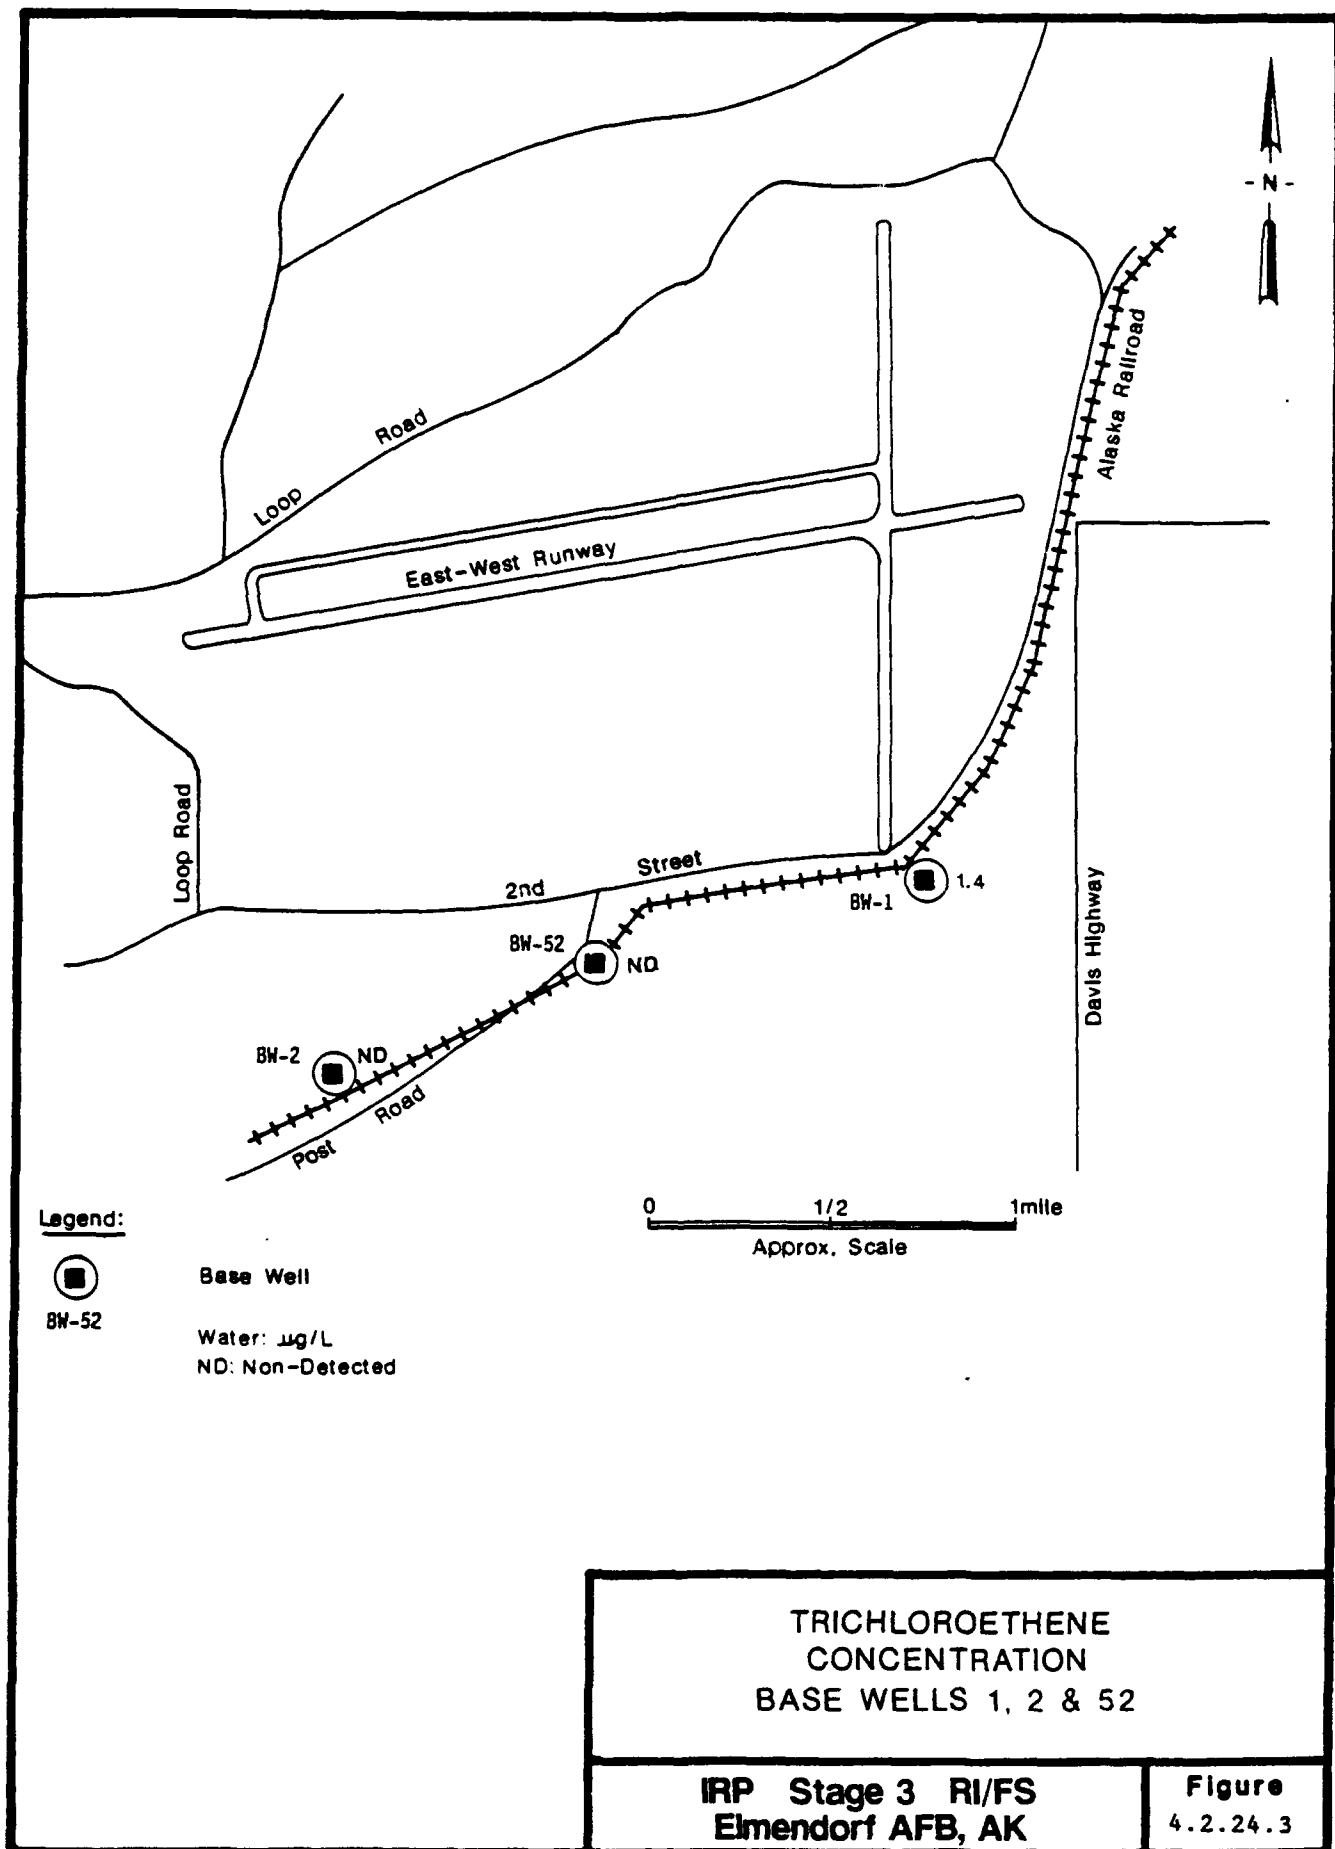 - N -
Alaska Railroad
Loop Road
East-West Runway
Loop Road
2nd Street
BW-1
1.4
Davis Highway
BW-52
ND
BW-2
ND
Post Road
Legend:
0 1/2 1mile
Approx. Scale
Base Well
BW-52
Water: µg/L
ND: Non-Detected
TRICHLOROETHENE
CONCENTRATION
BASE WELLS 1, 2 & 52
IRP Stage 3 RI/FS
Elmendorf AFB, AK
Figure
4.2.24.3